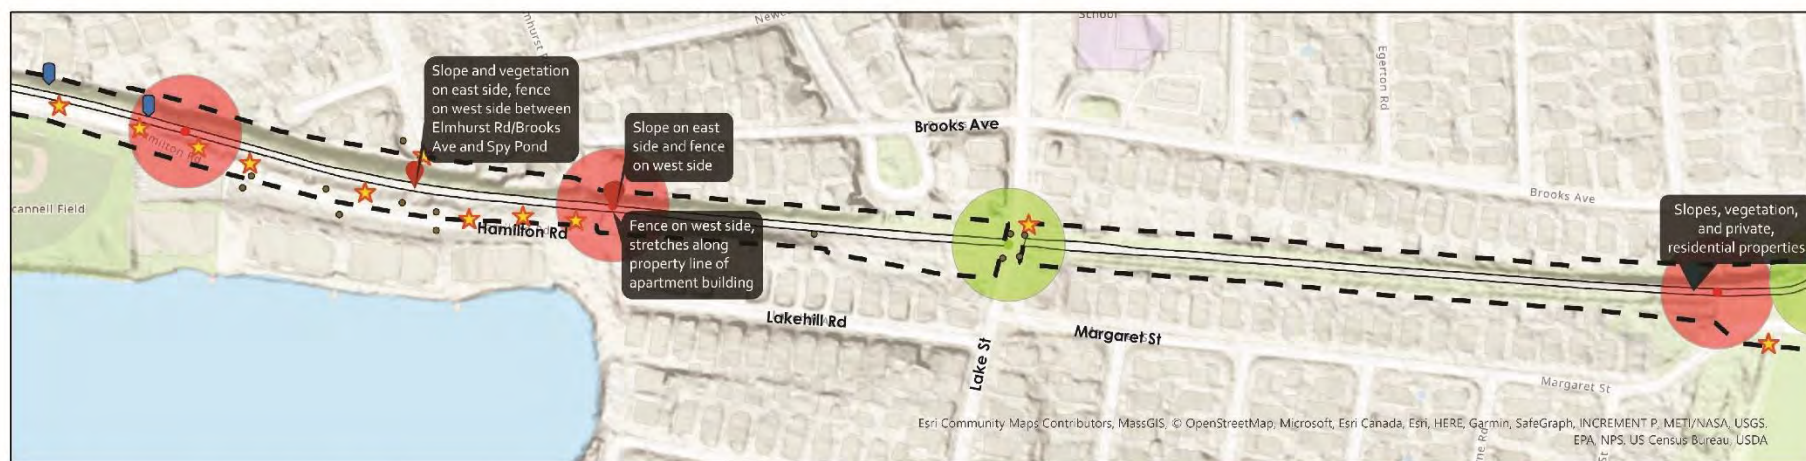 School
Slope and vegetation
on east side, fence
on west side between
Elmhurst Rd/Brooks
Ave and Spy Pond
Slope on east
side and fence
on west side
Brooks Ave
Egerton Rd
Brooks Ave
Slopes, vegetation,
and private,
residential properties
cannell Field
Hamilton Rd
Fence on west side,
stretches along
property line of
apartment building
Lakehill Rd
Lake St
Margaret St
Margaret St
Esri Community Maps Contributors, MassGIS, © OpenStreetMap, Microsoft, Esri Canada, Esri, HERE, Garmin, SafeGraph, INCREMENT P, METI/NASA, USGS,
EPA, NPS, US Census Bureau, USDA